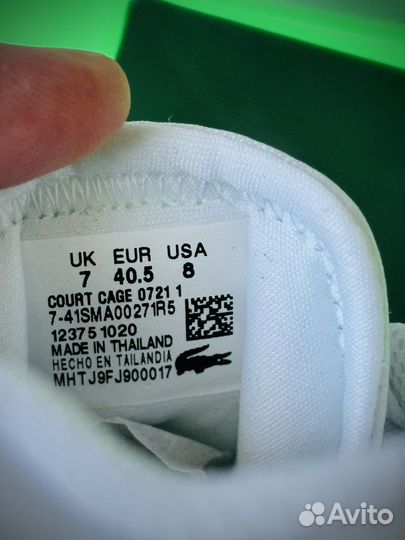 UK EUR USA
7 40.5 8
COURT CAGE 0721 1
7-41SMA00271R5
12375 1020
MADE IN THAILAND
HECHO EN TAILANDIA
MHTJ9FJ900017
Avito